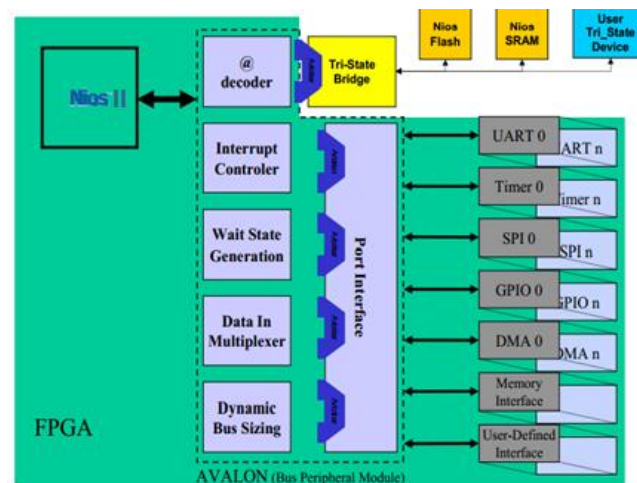 @
decoder
Tri-State
Bridge
Nios
Flash
Nios
SRAM
User
Tri_State
Device
Nios II
Interrupt
Controler
Wait State
Generation
Data In
Multiplexer
Dynamic
Bus Sizing
Port Interface
UART 0
UART n
Timer 0
Timer n
SPI 0
SPI n
GPIO 0
GPIO n
DMA 0
DMA n
Memory
Interface
User-Defined
Interface
FPGA
AVALON (Bus Peripheral Module)